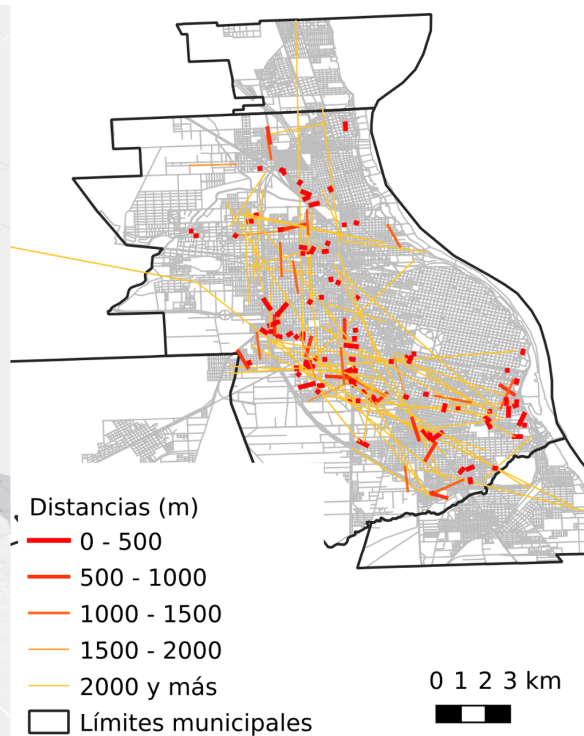 Distancias (m)
0 - 500
500 - 1000
1000 - 1500
1500 - 2000
2000 y más
Límites municipales
0 1 2 3 km